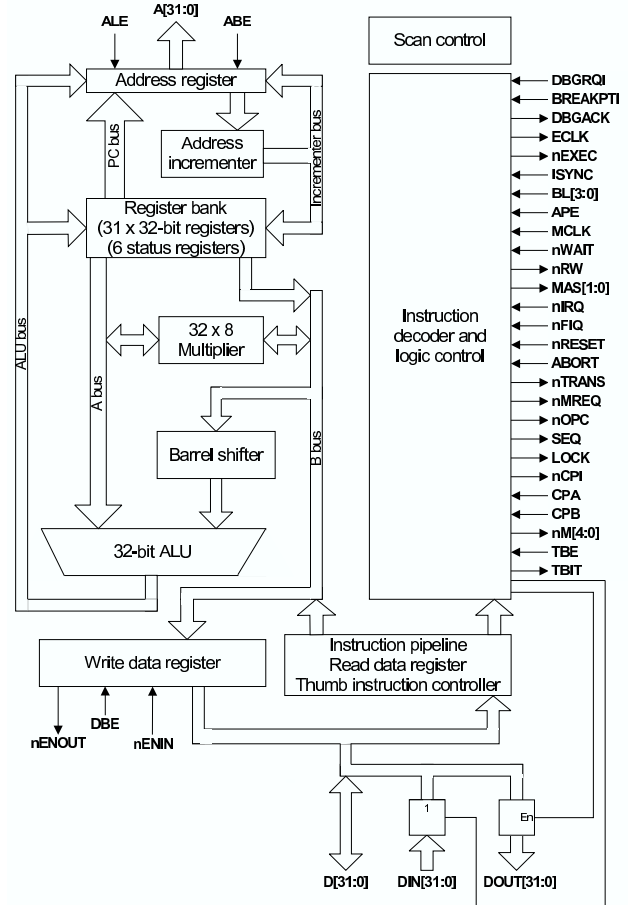 A[31:0]
ALE
ABE
Scan control
Address register
PC bus
Address
incrementer
Incrementer bus
Register bank
(31 x 32-bit registers)
(6 status registers)
ALU bus
A bus
32 x 8
Multiplier
B bus
Barrel shifter
32-bit ALU
Instruction
decoder and
logic control
DBGRQI
BREAKPTI
DBGACK
ECLK
nEXEC
ISYNC
BL[3:0]
APE
MCLK
nWAIT
nRW
MAS[1:0]
nIRQ
nFIQ
nRESET
ABORT
nTRANS
nMREQ
nOPC
SEQ
LOCK
nCPI
CPA
CPB
nM[4:0]
TBE
TBIT
Write data register
Instruction pipeline
Read data register
Thumb instruction controller
nENOUT
DBE
nENIN
1
En
D[31:0]
DIN[31:0]
DOUT[31:0]